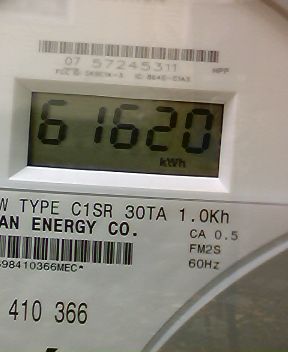 07 57245311
61620
kWh
W TYPE C1SR 30TA 1.0Kh
AN ENERGY CO.
CA 0.5
FM2S
60Hz
98410366MEC*
410 366